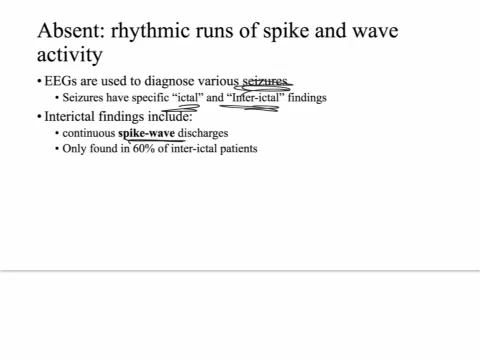 Absent: rhythmic runs of spike and wave
activity
• EEGs are used to diagnose various seizures
• Seizures have specific “ictal” and “Inter-ictal” findings
• Interictal findings include:
• continuous spike-wave discharges
• Only found in 60% of inter-ictal patients